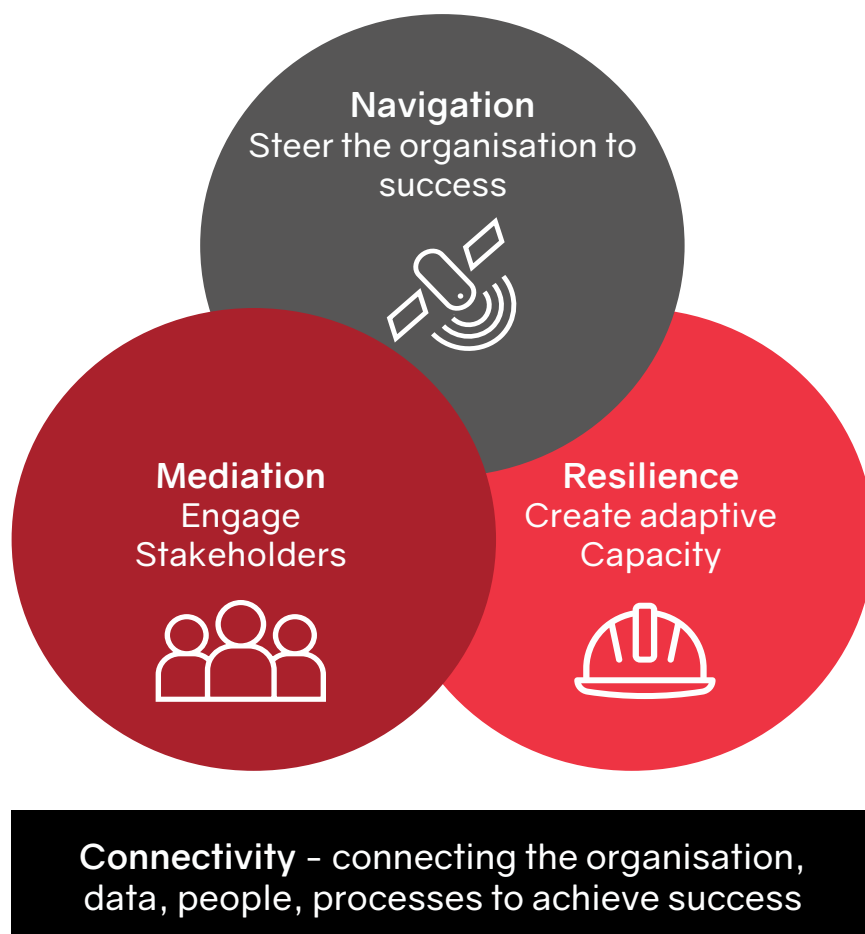 Navigation
Steer the organisation to
success
Mediation
Engage
Stakeholders
Resilience
Create adaptive
Capacity
Connectivity - connecting the organisation,
data, people, processes to achieve success